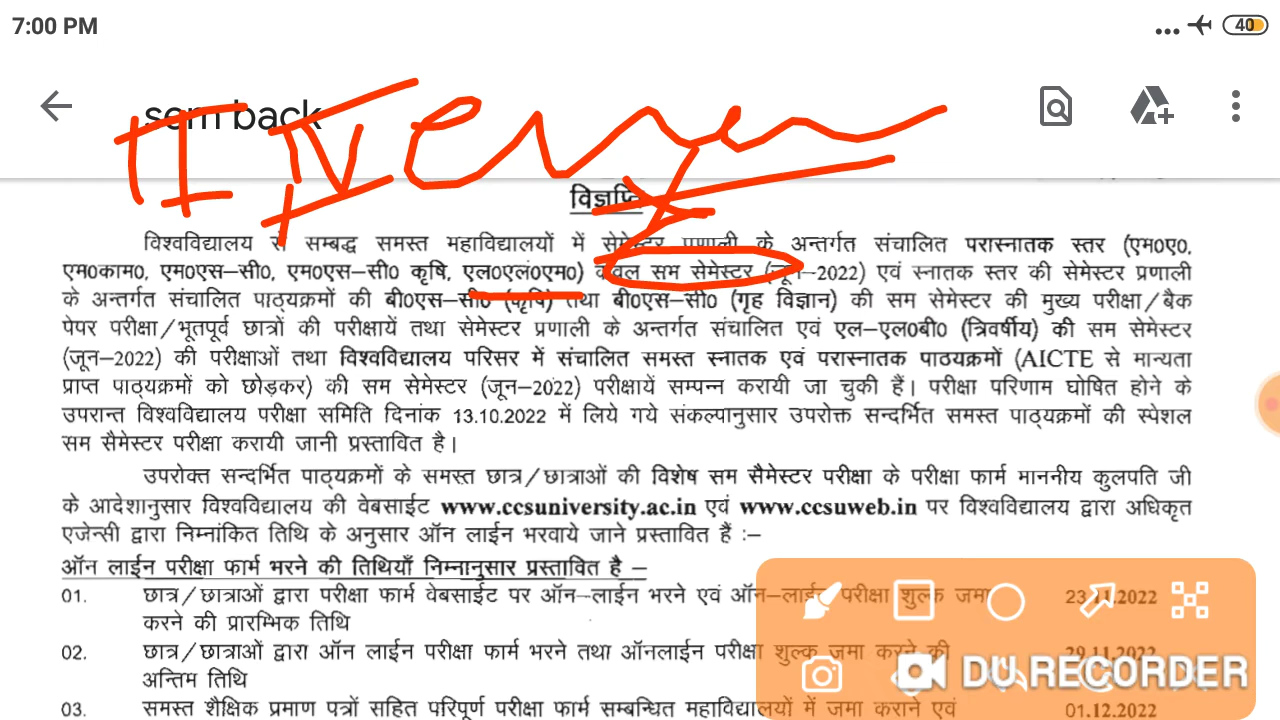 7:00 PM
40
sem back
II IV
विज्ञप्ति
विश्वविद्यालय से सम्बद्ध समस्त महाविद्यालयों में सेमेस्टर प्रणाली के अन्तर्गत संचालित परास्नातक स्तर (एम0ए0,
एम0काम0, एम0एस–सी0, एम0एस–सी0 कृषि, एल0एल0एम0) केवल सम सेमेस्टर (जून–2022) एवं स्नातक स्तर की सेमेस्टर प्रणाली
के अन्तर्गत संचालित पाठ्यक्रमों की बी0एस–सी0 (कृषि) तथा बी0एस–सी0 (गृह विज्ञान) की सम सेमेस्टर की मुख्य परीक्षा/बैक
पेपर परीक्षा/भूतपूर्व छात्रों की परीक्षायें तथा सेमेस्टर प्रणाली के अन्तर्गत संचालित एवं एल–एल0बी0 (त्रिवर्षीय) की सम सेमेस्टर
(जून–2022) की परीक्षाओं तथा विश्वविद्यालय परिसर में संचालित समस्त स्नातक एवं परास्नातक पाठ्यक्रमों (AICTE से मान्यता
प्राप्त पाठ्यक्रमों को छोड़कर) की सम सेमेस्टर (जून–2022) परीक्षायें सम्पन्न करायी जा चुकी हैं। परीक्षा परिणाम घोषित होने के
उपरान्त विश्वविद्यालय परीक्षा समिति दिनांक 13.10.2022 में लिये गये संकल्पानुसार उपरोक्त सन्दर्भित समस्त पाठ्यक्रमों की स्पेशल
सम सैमेस्टर परीक्षा करायी जानी प्रस्तावित है।
उपरोक्त सन्दर्भित पाठ्यक्रमों के समस्त छात्र/छात्राओं की विशेष सम सैमेस्टर परीक्षा के परीक्षा फार्म माननीय कुलपति जी
के आदेशानुसार विश्वविद्यालय की वेबसाईट www.ccsuniversity.ac.in एवं www.ccsuweb.in पर विश्वविद्यालय द्वारा अधिकृत
एजेन्सी द्वारा निम्नांकित तिथि के अनुसार ऑन लाईन भरवाये जाने प्रस्तावित हैं :–
ऑन लाईन परीक्षा फार्म भरने की तिथियाँ निम्नानुसार प्रस्तावित है –
01. छात्र/छात्राओं द्वारा परीक्षा फार्म वेबसाईट पर ऑन–लाईन भरने एवं ऑन–लाईन परीक्षा शुल्क जमा 23.11.2022
करने की प्रारम्भिक तिथि
02. छात्र/छात्राओं द्वारा ऑन लाईन परीक्षा फार्म भरने तथा ऑनलाईन परीक्षा शुल्क जमा करने की 29.11.2022
अन्तिम तिथि
DU RECORDER
03. समस्त शैक्षिक प्रमाण पत्रों सहित परिपूर्ण परीक्षा फार्म सम्बन्धित महाविद्यालयों में जमा कराने एवं 01.12.2022